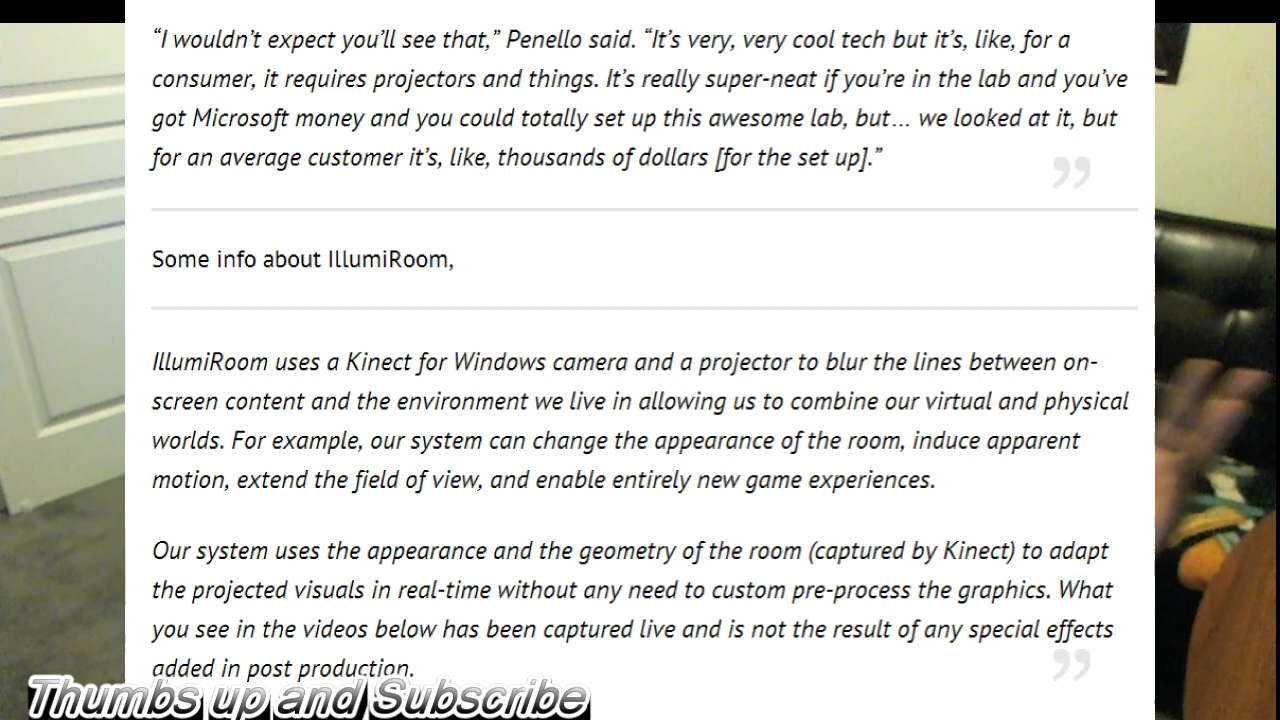 “I wouldn’t expect you’ll see that,” Penello said. “It’s very, very cool tech but it’s, like, for a
consumer, it requires projectors and things. It’s really super-neat if you’re in the lab and you’ve
got Microsoft money and you could totally set up this awesome lab, but… we looked at it, but
for an average customer it’s, like, thousands of dollars [for the set up].”
”
Some info about IllumiRoom,
IllumiRoom uses a Kinect for Windows camera and a projector to blur the lines between on-
screen content and the environment we live in allowing us to combine our virtual and physical
worlds. For example, our system can change the appearance of the room, induce apparent
motion, extend the field of view, and enable entirely new game experiences.
Our system uses the appearance and the geometry of the room (captured by Kinect) to adapt
the projected visuals in real-time without any need to custom pre-process the graphics. What
you see in the videos below has been captured live and is not the result of any special effects
added in post production.
”
Thumbs up and Subscribe